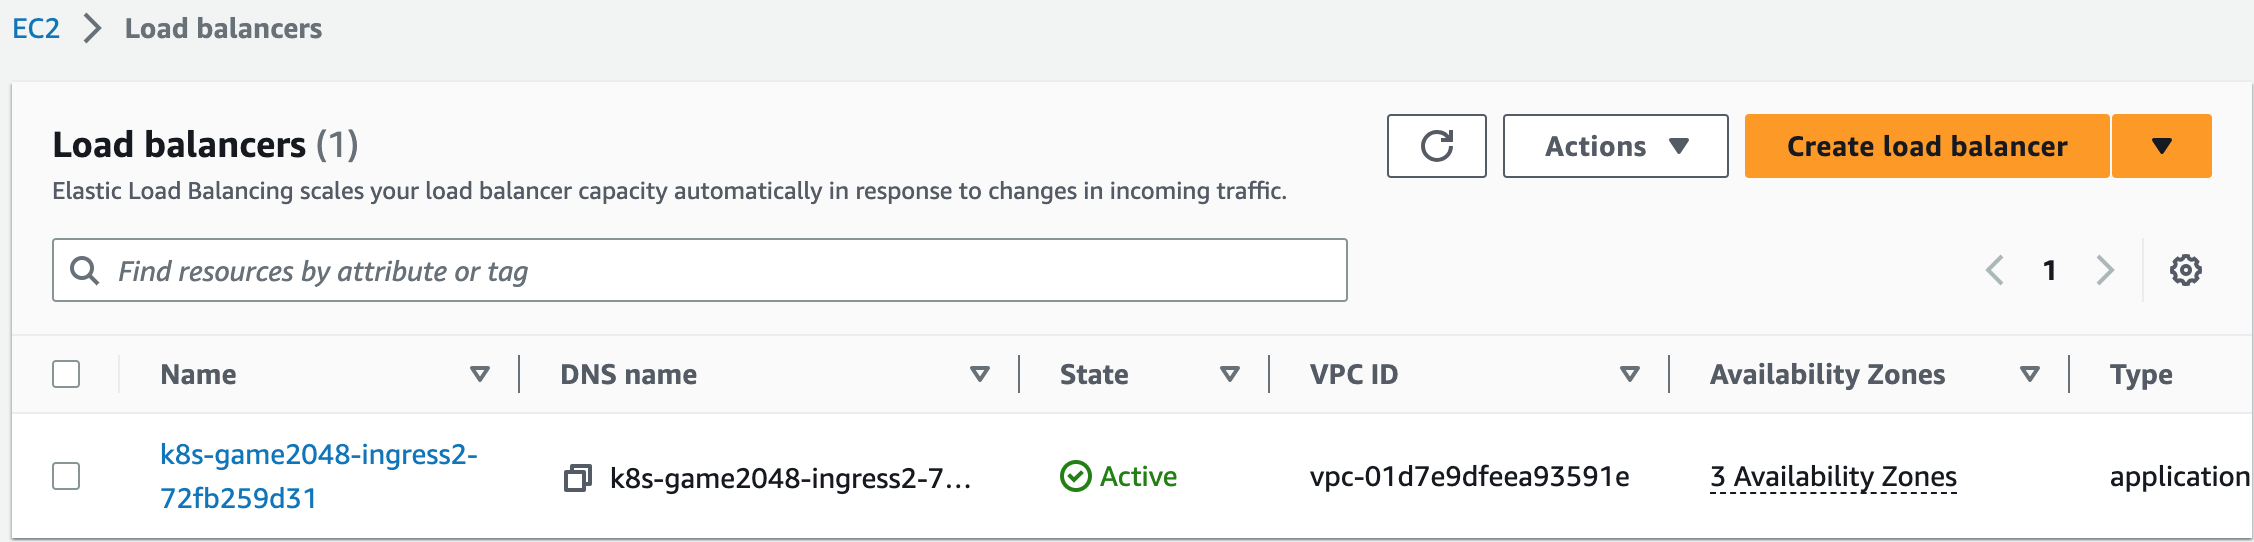 EC2 > Load balancers
Load balancers (1)
Actions
Create load balancer
Elastic Load Balancing scales your load balancer capacity automatically in response to changes in incoming traffic.
Find resources by attribute or tag
1
Name
DNS name
State
VPC ID
Availability Zones
Type
k8s-game2048-ingress2-
72fb259d31
k8s-game2048-ingress2-7...
Active
vpc-01d7e9dfeea93591e
3 Availability Zones
application